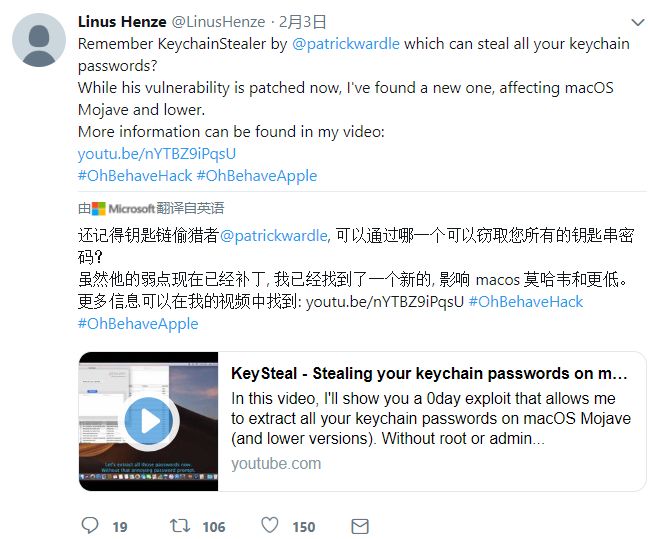 Linus Henze @LinusHenze · 2月3日
Remember KeychainStealer by @patrickwardle which can steal all your keychain
passwords?
While his vulnerability is patched now, I've found a new one, affecting macOS
Mojave and lower.
More information can be found in my video:
youtu.be/nYTBZ9iPqsU
#OhBehaveHack #OhBehaveApple
由 Microsoft 翻译自英语
还记得钥匙链偷猎者@patrickwardle, 可以通过哪一个可以窃取您所有的钥匙串密
码?
虽然他的弱点现在已经补丁, 我已经找到了一个新的, 影响 macos 莫哈韦和更低。
更多信息可以在我的视频中找到: youtu.be/nYTBZ9iPqsU #OhBehaveHack
#OhBehaveApple
Let's extract all those passwords now.
Without that annoying password prompt.
KeySteal - Stealing your keychain passwords on m...
In this video, I'll show you a 0day exploit that allows me
to extract all your keychain passwords on macOS Mojave
(and lower versions). Without root or admin...
youtube.com
19 106 150